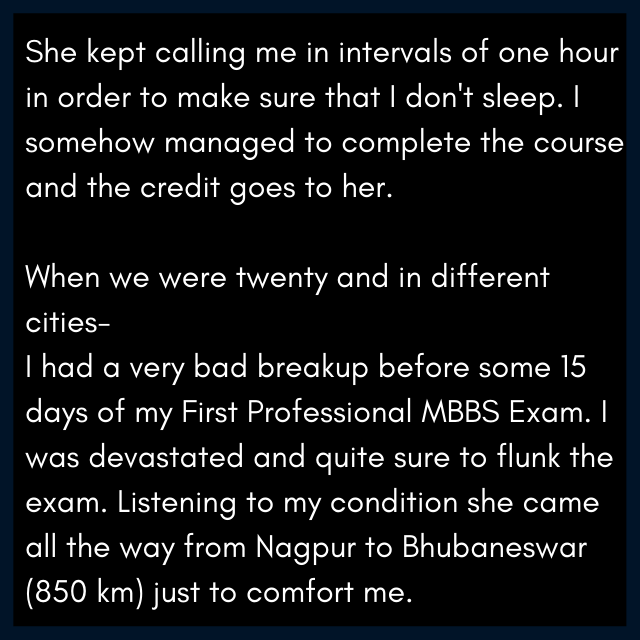 She kept calling me in intervals of one hour
in order to make sure that I don't sleep. I
somehow managed to complete the course
and the credit goes to her.
When we were twenty and in different
cities-
I had a very bad breakup before some 15
days of my First Professional MBBS Exam. I
was devastated and quite sure to flunk the
exam. Listening to my condition she came
all the way from Nagpur to Bhubaneswar
(850 km) just to comfort me.